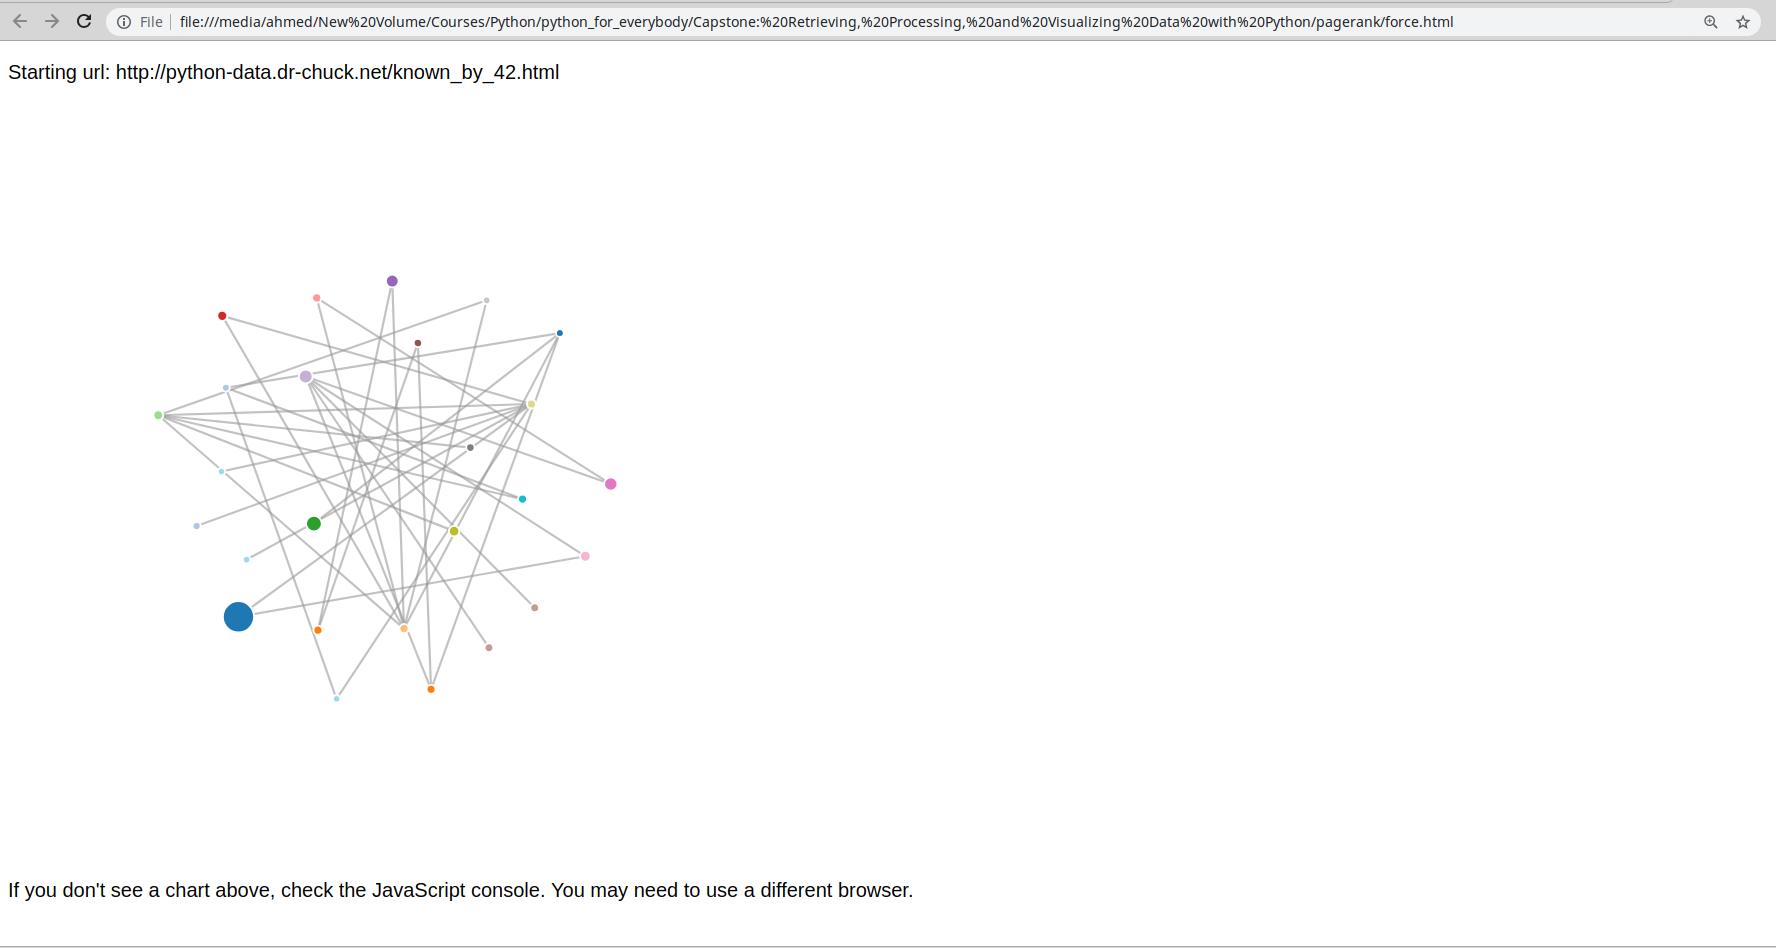 File file:///media/ahmed/New%20Volume/Courses/Python/python_for_everybody/Capstone:%20Retrieving,%20Processing,%20and%20Visualizing%20Data%20with%20Python/pagerank/force.html
Starting url: http://python-data.dr-chuck.net/known_by_42.html
If you don't see a chart above, check the JavaScript console. You may need to use a different browser.